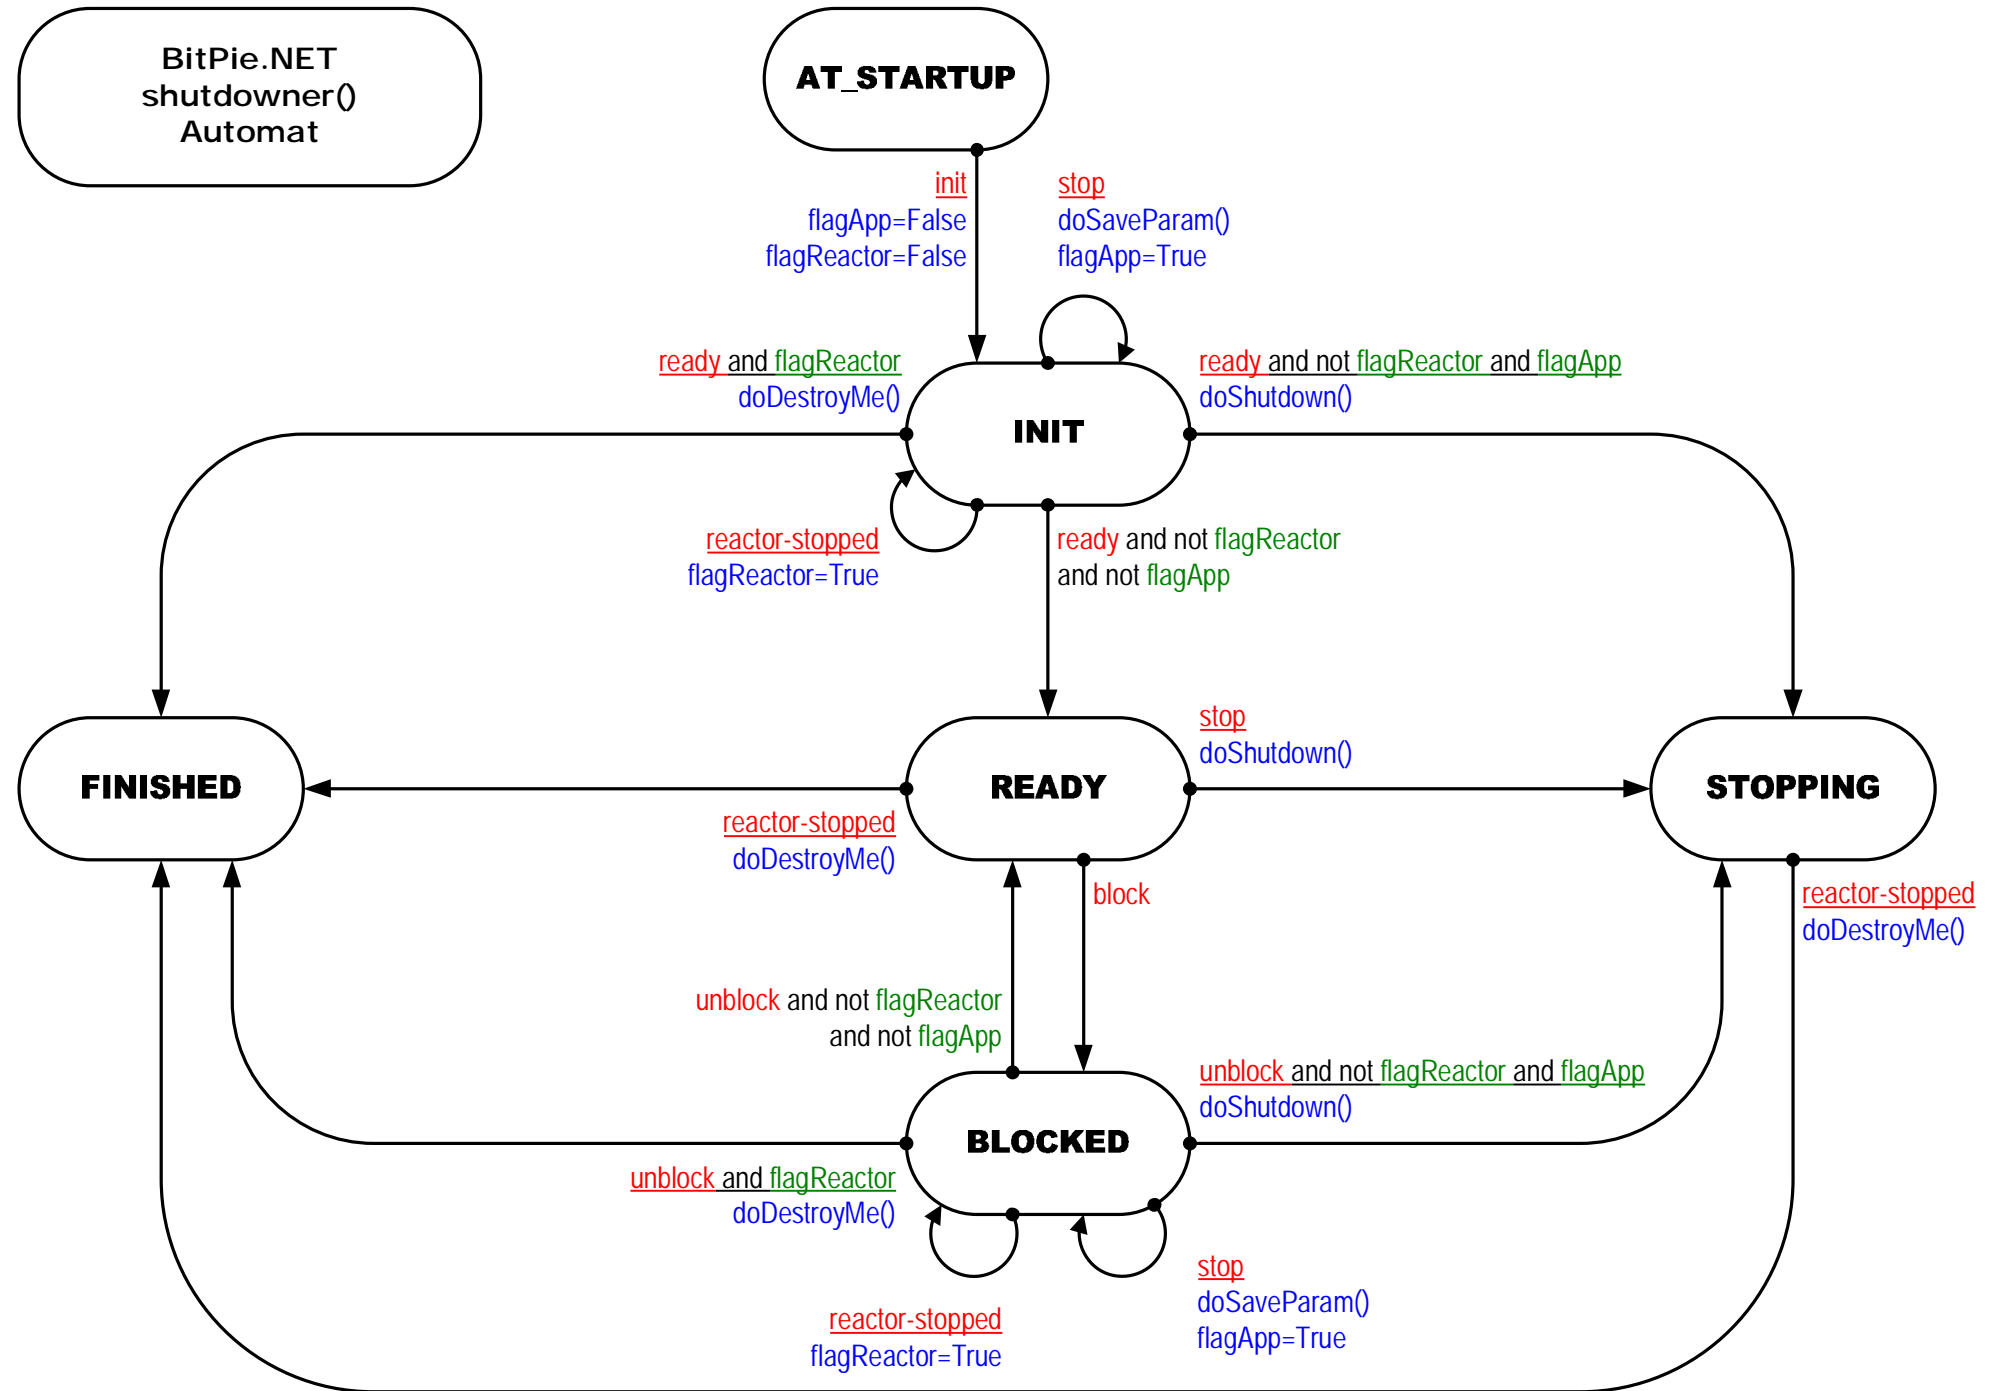 BitPie.NET
shutdowner()
Automat
AT_STARTUP
init
flagApp=False
flagReactor=False
stop
doSaveParam()
flagApp=True
ready and flagReactor
doDestroyMe()
ready and not flagReactor and flagApp
doShutdown()
INIT
reactor-stopped
flagReactor=True
ready and not flagReactor
and not flagApp
FINISHED
READY
STOPPING
stop
doShutdown()
reactor-stopped
doDestroyMe()
block
reactor-stopped
doDestroyMe()
unblock and not flagReactor
and not flagApp
unblock and not flagReactor and flagApp
doShutdown()
BLOCKED
unblock and flagReactor
doDestroyMe()
stop
doSaveParam()
flagApp=True
reactor-stopped
flagReactor=True